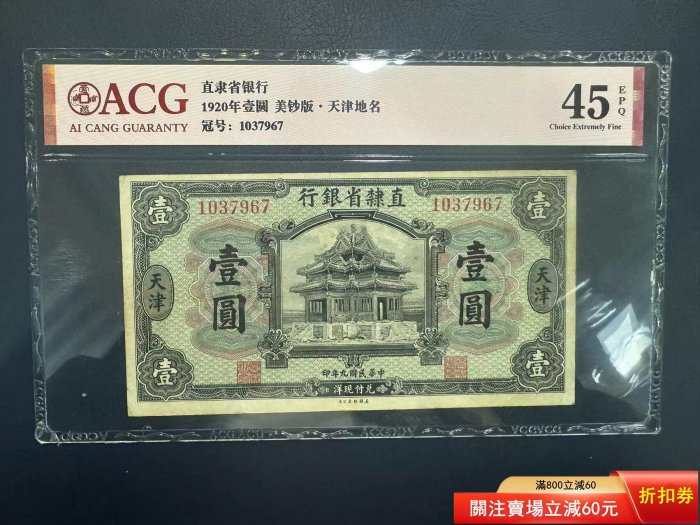 ACG
AI CANG GUARANTY
直隶省银行
1920年壹圆 美钞版·天津地名
冠号: 1037967
45
EPQ
Choice Extremely Fine
行銀省隸直
1037967
1037967
壹
壹
壹圓
壹圓
天津
天津
壹
壹
印年九國民華中
洋現付兌
滿800立減60
關注賣場立減60元
折扣券